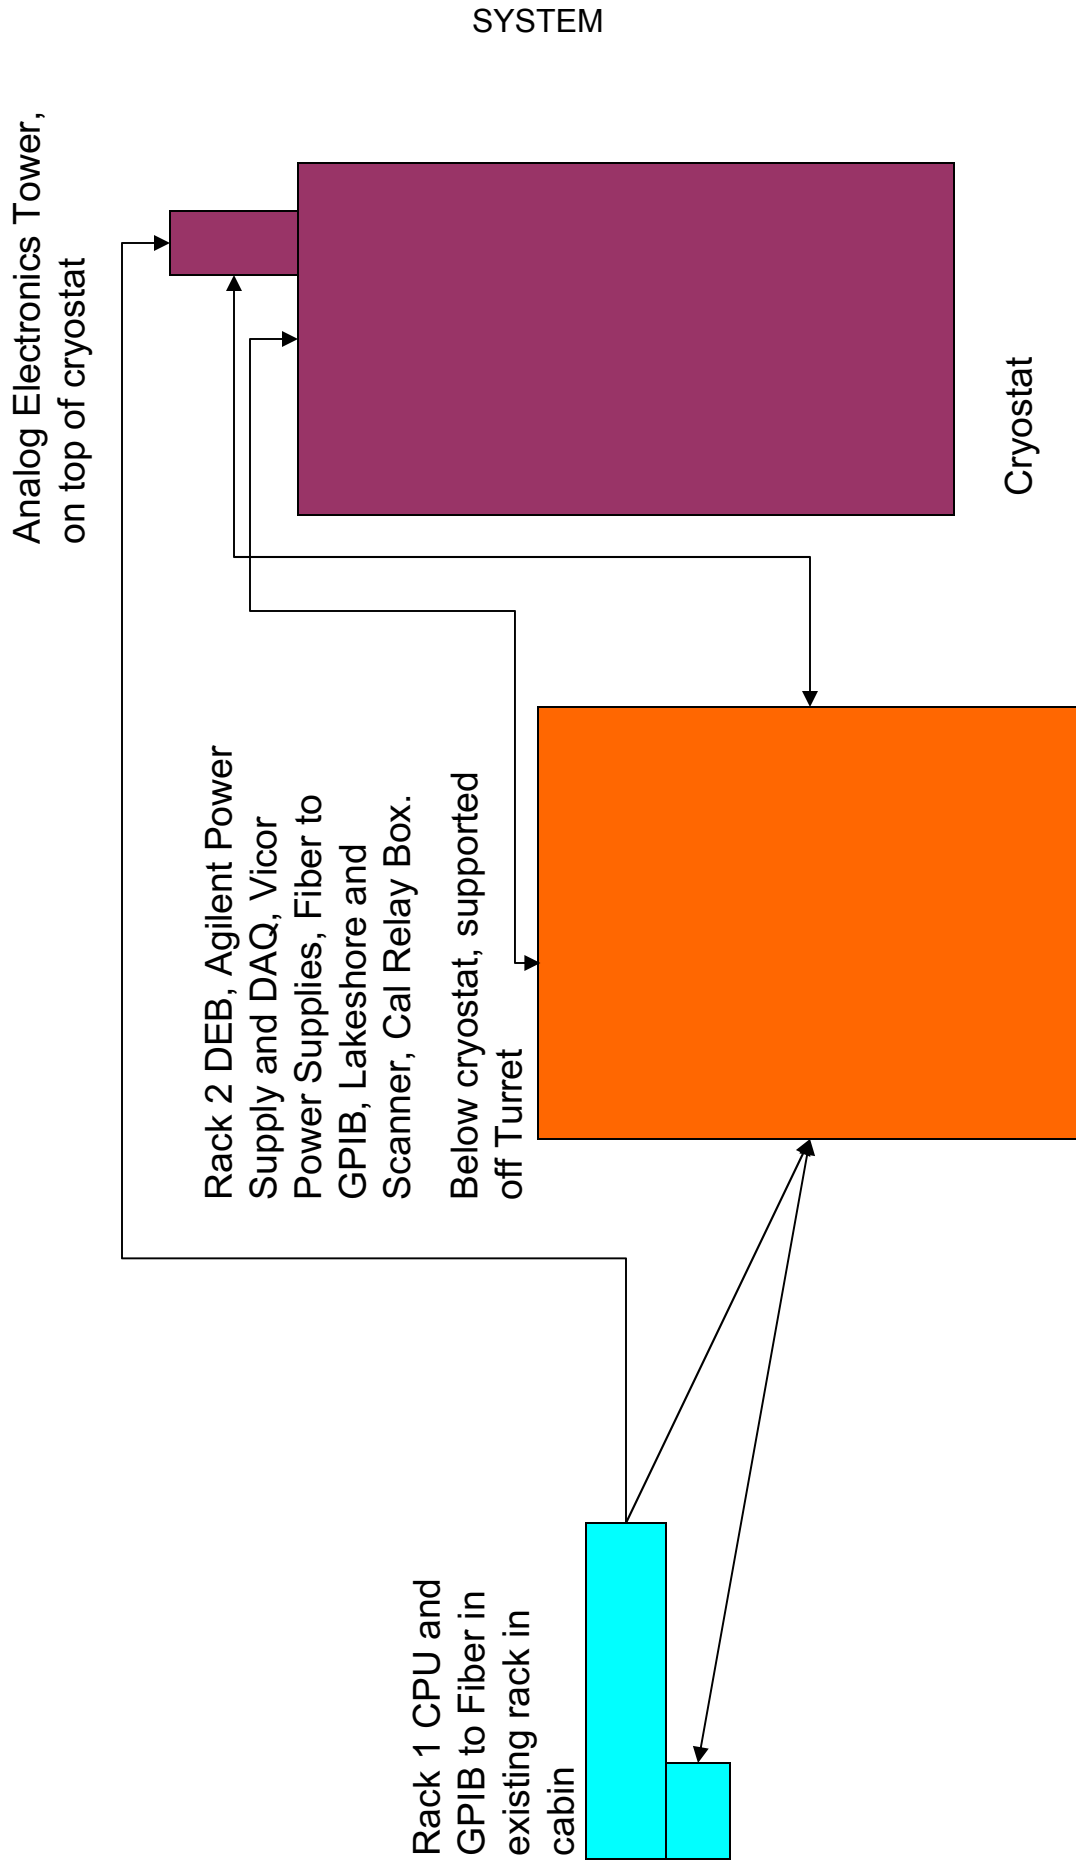 SYSTEM
Analog Electronics Tower,
on top of cryostat
Cryostat
Rack 2 DEB, Agilent Power
Supply and DAQ, Vicor
Power Supplies, Fiber to
GPIB, Lakeshore and
Scanner, Cal Relay Box.
Below cryostat, supported
off Turret
Rack 1 CPU and
GPIB to Fiber in
existing rack in
cabin